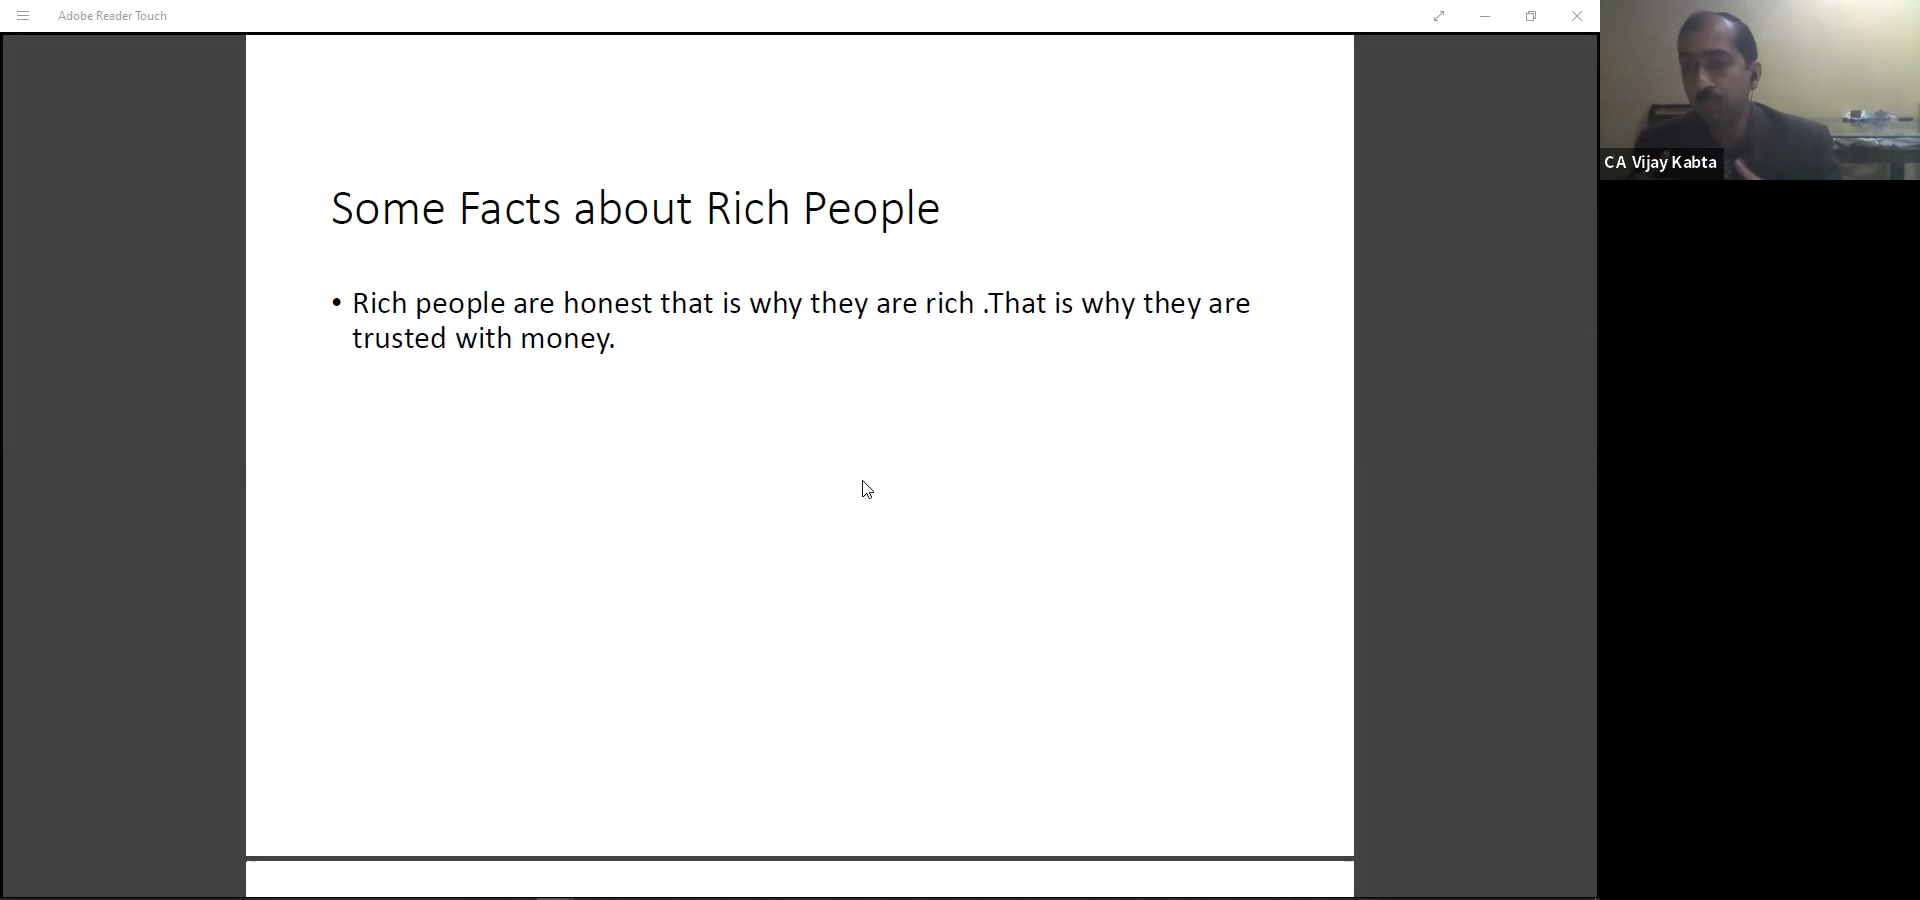 Adobe Reader Touch
CA Vijay Kabta
Some Facts about Rich People
• Rich people are honest that is why they are rich .That is why they are
trusted with money.